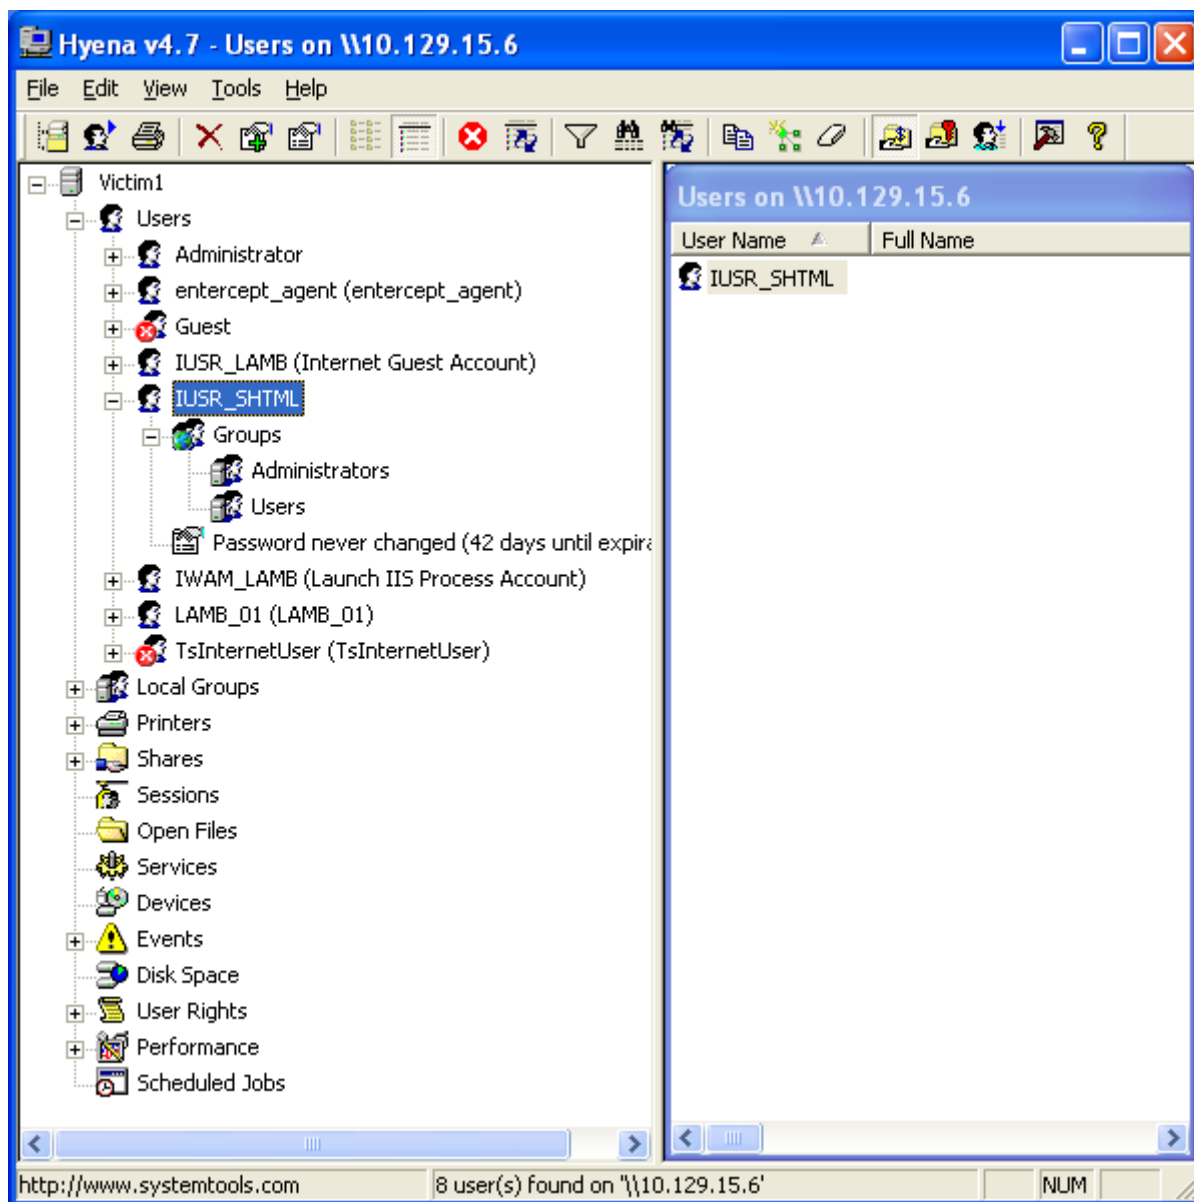 Hyena v4.7 - Users on \\10.129.15.6
File Edit View Tools Help
Victim1
Users
Administrator
entercept_agent (entercept_agent)
Guest
IUSR_LAMB (Internet Guest Account)
IUSR_SHTML
Groups
Administrators
Users
Password never changed (42 days until expira
IWAM_LAMB (Launch IIS Process Account)
LAMB_01 (LAMB_01)
TsInternetUser (TsInternetUser)
Local Groups
Printers
Shares
Sessions
Open Files
Services
Devices
Events
Disk Space
User Rights
Performance
Scheduled Jobs
Users on \\10.129.15.6
User Name Full Name
IUSR_SHTML
http://www.systemtools.com 8 user(s) found on '\\10.129.15.6' NUM